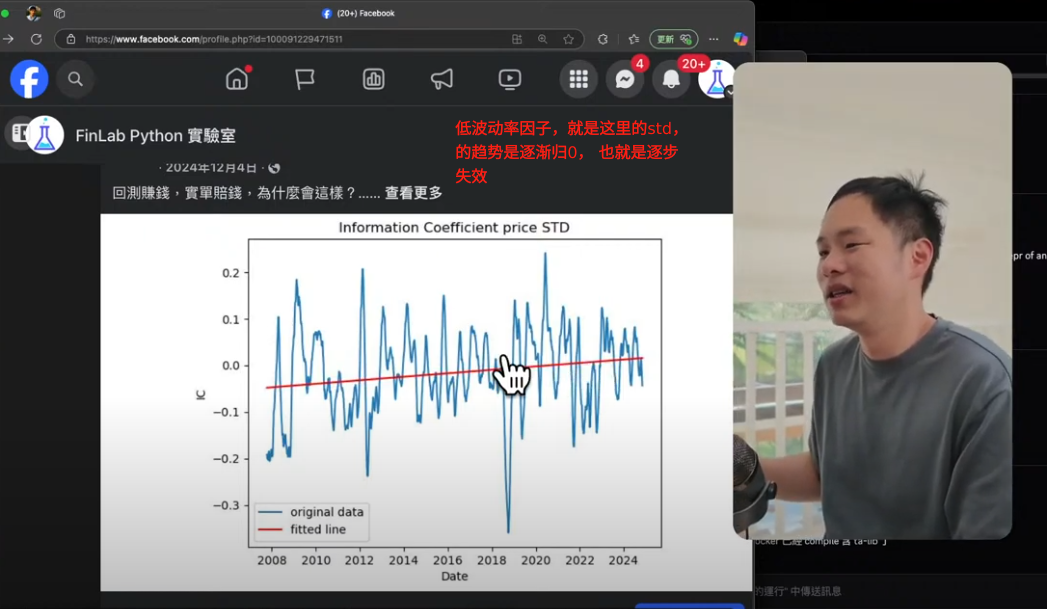 (20+) Facebook
https://www.facebook.com/profile.php?id=100091229471511
更新
4
20+
FinLab Python 實驗室
· 2024年12月4日 ·
回測賺錢，實單賠錢，為什麼會這樣？...... 查看更多
低波动率因子，就是这里的std，
的趋势是逐渐归0， 也就是逐步
失效
Information Coefficient price STD
0.2
0.1
0.0
−0.1
−0.2
−0.3
IC
original data
fitted line
2008 2010 2012 2014 2016 2018 2020 2022 2024
Date
opr of an
ocker 已經 compile 含 ta-lib 」
的運行" 中傳送訊息